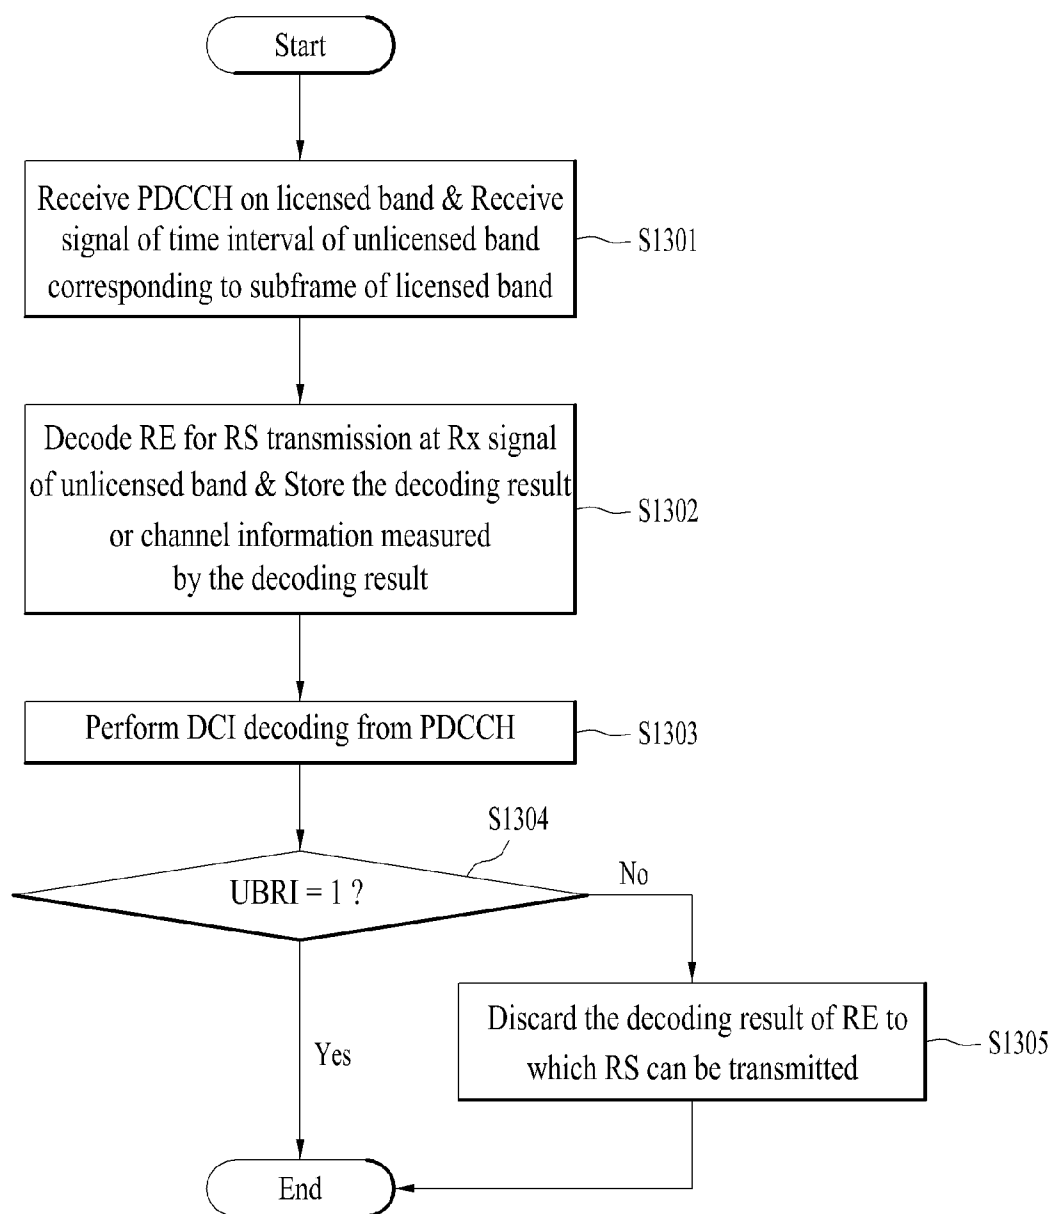 Start
Receive PDCCH on licensed band & Receive
signal of time interval of unlicensed band
corresponding to subframe of licensed band
S1301
Decode RE for RS transmission at Rx signal
of unlicensed band & Store the decoding result
or channel information measured
by the decoding result
S1302
Perform DCI decoding from PDCCH
S1303
S1304
UBRI = 1 ?
No
Discard the decoding result of RE to
which RS can be transmitted
S1305
Yes
End